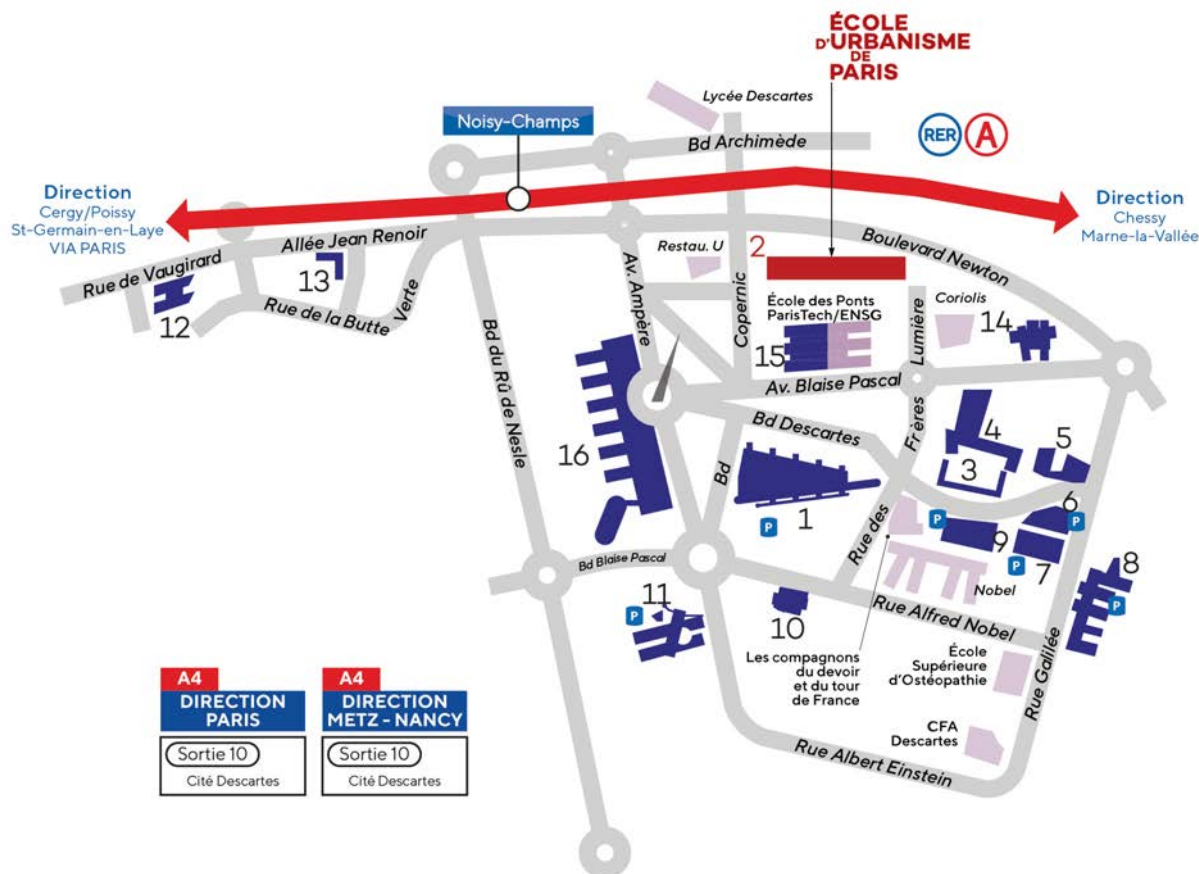 ÉCOLE
D'URBANISME
DE
PARIS
Lycée Descartes
Noisy-Champs
Bd Archimède
RER A
Direction
Cergy/Poissy
St-Germain-en-Laye
VIA PARIS
Direction
Chessy
Marne-la-Vallée
Allée Jean Renoir
Rue de Vaugirard
13
12
Rue de la Butte
Verte
Restau. U
2
Boulevard Newton
Av. Ampère
Copernic
École des Ponts
ParisTech/ENSG
15
Lumière
Coriolis
14
Bd du Rû de Nesle
Av. Blaise Pascal
Bd Descartes
Frères
4
5
3
16
Bd
1
P
Rue des
P
9
6
P
7
P
8
P
Bd Blaise Pascal
Nobel
11
P
10
Rue Alfred Nobel
Les compagnons
du devoir
et du tour
de France
École
Supérieure
d'Ostéopathie
Rue Galilée
CFA
Descartes
Rue Albert Einstein
A4
DIRECTION
PARIS
Sortie 10
Cité Descartes
A4
DIRECTION
METZ - NANCY
Sortie 10
Cité Descartes